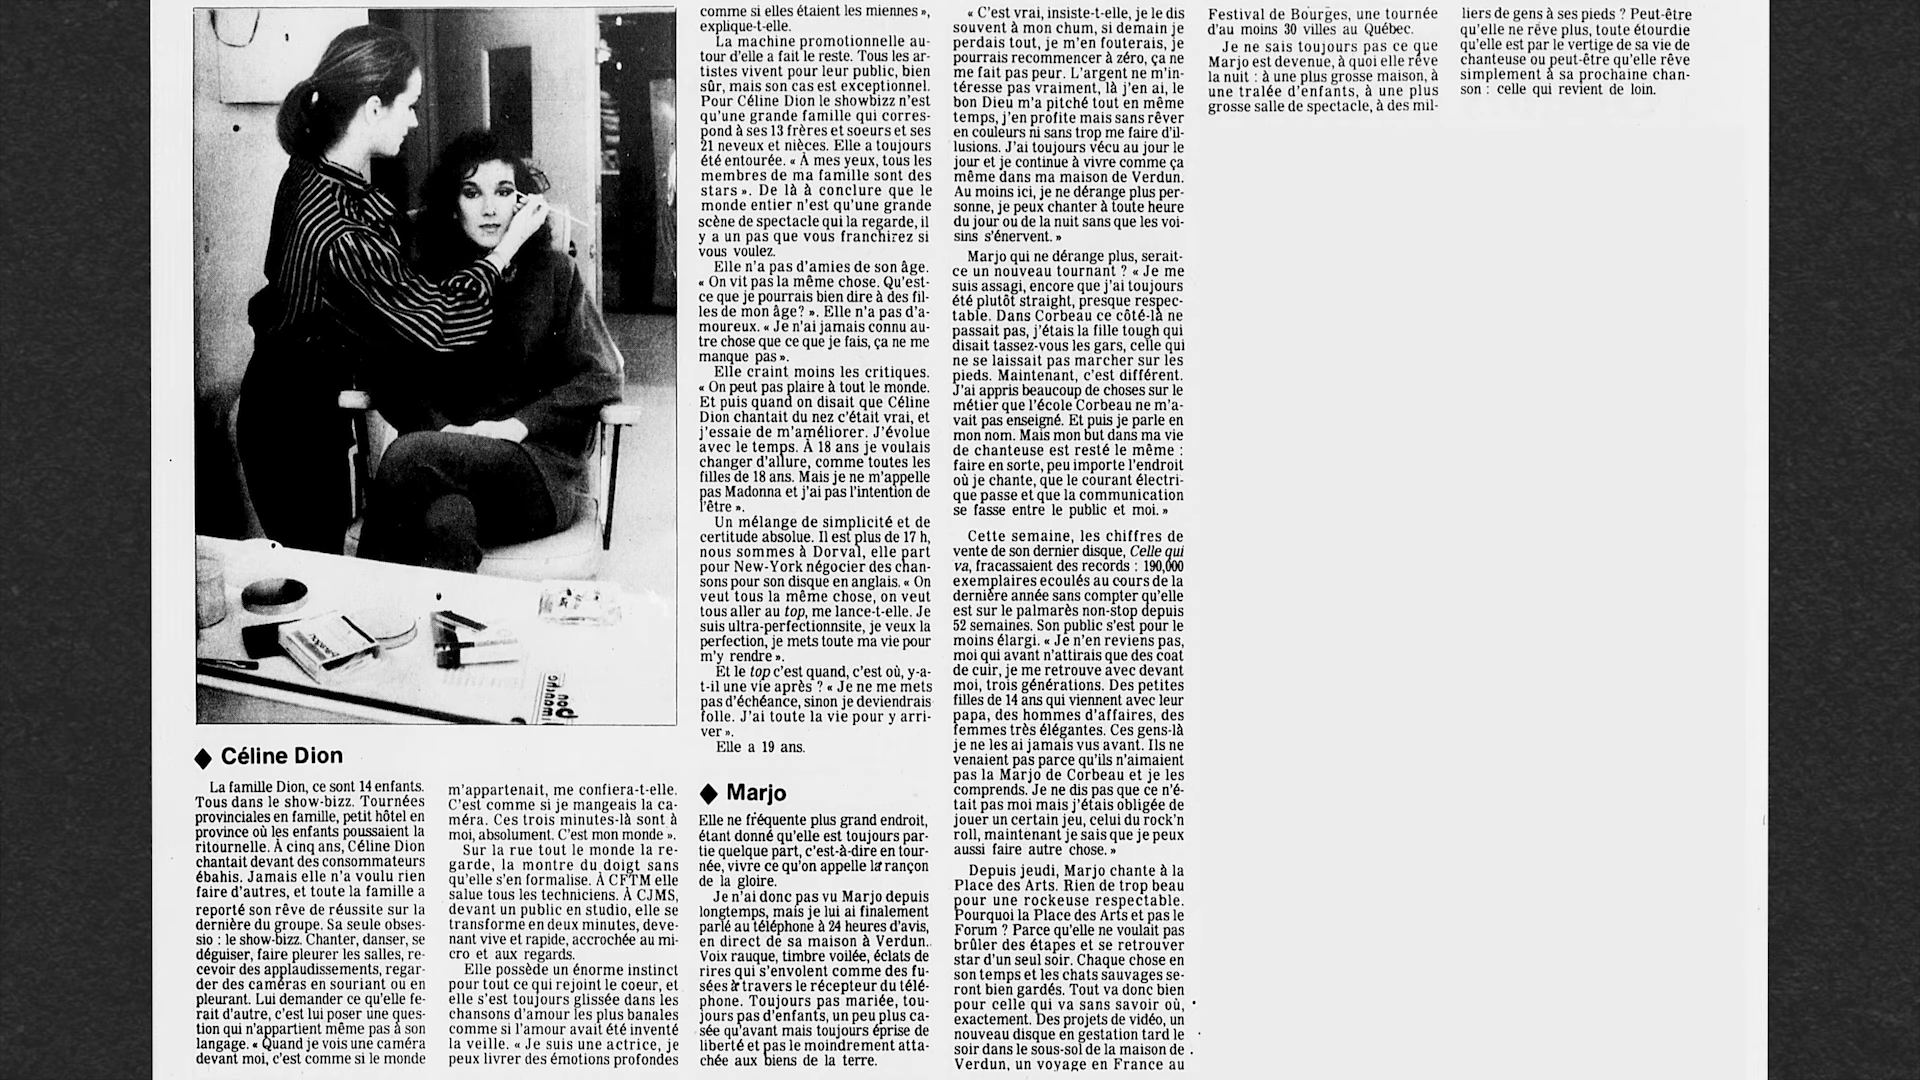 ◆ Céline Dion
La famille Dion, ce sont 14 enfants.
Tous dans le show-bizz. Tournées
provinciales en famille, petit hôtel en
province où les enfants poussaient la
ritournelle. À cinq ans, Céline Dion
chantait devant des consommateurs
ébahis. Jamais elle n'a voulu rien
faire d'autres, et toute la famille a
reporté son rêve de réussite sur la
dernière du groupe. Sa seule obses-
sio : le show-bizz. Chanter, danser, se
déguiser, faire pleurer les salles, re-
cevoir des applaudissements, regar-
der des caméras en souriant ou en
pleurant. Lui demander ce qu'elle fe-
rait d'autre, c'est lui poser une ques-
tion qui n'appartient même pas à son
langage. « Quand je vois une caméra
devant moi, c'est comme si le monde
m'appartenait, me confiera-t-elle.
C'est comme si je mangeais la ca-
méra. Ces trois minutes-là sont à
moi, absolument. C'est mon monde ».
Sur la rue tout le monde la re-
garde, la montre du doigt sans
qu'elle s'en formalise. À CFTM elle
salue tous les techniciens. À CJMS,
devant un public en studio, elle se
transforme en deux minutes, deve-
nant vive et rapide, accrochée au mi-
cro et aux regards.
Elle possède un énorme instinct
pour tout ce qui rejoint le coeur, et
elle s'est toujours glissée dans les
chansons d'amour les plus banales
comme si l'amour avait été inventé
la veille. « Je suis une actrice, je
peux livrer des émotions profondes
comme si elles étaient les miennes »,
explique-t-elle.
La machine promotionnelle au-
tour d'elle a fait le reste. Tous les ar-
tistes vivent pour leur public, bien
sûr, mais son cas est exceptionnel.
Pour Céline Dion le showbizz n'est
qu'une grande famille qui corres-
pond à ses 13 frères et soeurs et ses
21 neveux et nièces. Elle a toujours
été entourée. « À mes yeux, tous les
membres de ma famille sont des
stars ». De là à conclure que le
monde entier n'est qu'une grande
scène de spectacle qui la regarde, il
y a un pas que vous franchirez si
vous voulez.
Elle n'a pas d'amies de son âge.
« On vit pas la même chose. Qu'est-
ce que je pourrais bien dire à des fil-
les de mon âge? ». Elle n'a pas d'a-
moureux. « Je n'ai jamais connu au-
tre chose que ce que je fais, ça ne me
manque pas ».
Elle craint moins les critiques.
« On peut pas plaire à tout le monde.
Et puis quand on disait que Céline
Dion chantait du nez c'était vrai, et
j'essaie de m'améliorer. J'évolue
avec le temps. À 18 ans je voulais
changer d'allure, comme toutes les
filles de 18 ans. Mais je ne m'appelle
pas Madonna et j'ai pas l'intention de
l'être ».
Un mélange de simplicité et de
certitude absolue. Il est plus de 17 h,
nous sommes à Dorval, elle part
pour New-York négocier des chan-
sons pour son disque en anglais. « On
veut tous la même chose, on veut
tous aller au top, me lance-t-elle. Je
suis ultra-perfectionnsite, je veux la
perfection, je mets toute ma vie pour
m'y rendre ».
Et le top c'est quand, c'est où, y-a-
t-il une vie après ? « Je ne me mets
pas d'échéance, sinon je deviendrais
folle. J'ai toute la vie pour y arri-
ver ».
Elle a 19 ans.
◆ Marjo
Elle ne fréquente plus grand endroit,
étant donné qu'elle est toujours par-
tie quelque part, c'est-à-dire en tour-
née, vivre ce qu'on appelle la rançon
de la gloire.
Je n'ai donc pas vu Marjo depuis
longtemps, mais je lui ai finalement
parlé au téléphone à 24 heures d'avis,
en direct de sa maison à Verdun.
Voix rauque, timbre voilée, éclats de
rires qui s'envolent comme des fu-
sées à travers le récepteur du télé-
phone. Toujours pas mariée, tou-
jours pas d'enfants, un peu plus ca-
sée qu'avant mais toujours éprise de
liberté et pas le moindrement atta-
chée aux biens de la terre.
« C'est vrai, insiste-t-elle, je le dis
souvent à mon chum, si demain je
perdais tout, je m'en fouterais, je
pourrais recommencer à zéro, ça ne
me fait pas peur. L'argent ne m'in-
téresse pas vraiment, là j'en ai, le
bon Dieu m'a pitché tout en même
temps, j'en profite mais sans rêver
en couleurs ni sans trop me faire d'il-
lusions. J'ai toujours vécu au jour le
jour et je continue à vivre comme ça
même dans ma maison de Verdun.
Au moins ici, je ne dérange plus per-
sonne, je peux chanter à toute heure
du jour ou de la nuit sans que les voi-
sins s'énervent. »
Marjo qui ne dérange plus, serait-
ce un nouveau tournant ? « Je me
suis assagi, encore que j'ai toujours
été plutôt straight, presque respec-
table. Dans Corbeau ce côté-là ne
passait pas, j'étais la fille tough qui
disait tassez-vous les gars, celle qui
ne se laissait pas marcher sur les
pieds. Maintenant, c'est différent.
J'ai appris beaucoup de choses sur le
métier que l'école Corbeau ne m'a-
vait pas enseigné. Et puis je parle en
mon nom. Mais mon but dans ma vie
de chanteuse est resté le même :
faire en sorte, peu importe l'endroit
où je chante, que le courant électri-
que passe et que la communication
se fasse entre le public et moi. »
Cette semaine, les chiffres de
vente de son dernier disque, Celle qui
va, fracassaient des records : 190,000
exemplaires ecoulés au cours de la
dernière année sans compter qu'elle
est sur le palmarès non-stop depuis
52 semaines. Son public s'est pour le
moins élargi. « Je n'en reviens pas,
moi qui avant n'attirais que des coat
de cuir, je me retrouve avec devant
moi, trois générations. Des petites
filles de 14 ans qui viennent avec leur
papa, des hommes d'affaires, des
femmes très élégantes. Ces gens-là
je ne les ai jamais vus avant. Ils ne
venaient pas parce qu'ils n'aimaient
pas la Marjo de Corbeau et je les
comprends. Je ne dis pas que ce n'é-
tait pas moi mais j'étais obligée de
jouer un certain jeu, celui du rock'n
roll, maintenant je sais que je peux
aussi faire autre chose. »
Depuis jeudi, Marjo chante à la
Place des Arts. Rien de trop beau
pour une rockeuse respectable.
Pourquoi la Place des Arts et pas le
Forum ? Parce qu'elle ne voulait pas
brûler des étapes et se retrouver
star d'un seul soir. Chaque chose en
son temps et les chats sauvages se-
ront bien gardés. Tout va donc bien
pour celle qui va sans savoir où,
exactement. Des projets de vidéo, un
nouveau disque en gestation tard le
soir dans le sous-sol de la maison de
Verdun, un voyage en France au
Festival de Bourges, une tournée
d'au moins 30 villes au Québec.
Je ne sais toujours pas ce que
Marjo est devenue, à quoi elle rêve
la nuit : à une plus grosse maison, à
une tralée d'enfants, à une plus
grosse salle de spectacle, à des mil-
liers de gens à ses pieds ? Peut-être
qu'elle ne rêve plus, toute étourdie
qu'elle est par le vertige de sa vie de
chanteuse ou peut-être qu'elle rêve
simplement à sa prochaine chan-
son : celle qui revient de loin.